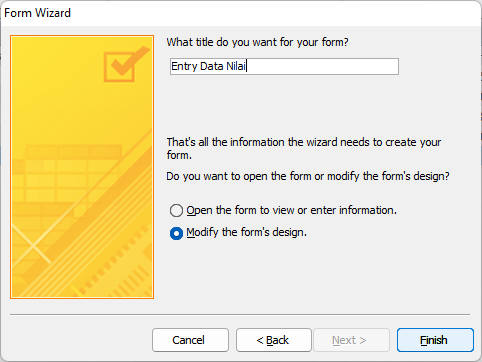 Form Wizard
What title do you want for your form?
Entry Data Nilai
That's all the information the wizard needs to create your
form.
Do you want to open the form or modify the form's design?
Open the form to view or enter information.
Modify the form's design.
Cancel
< Back
Next >
Finish